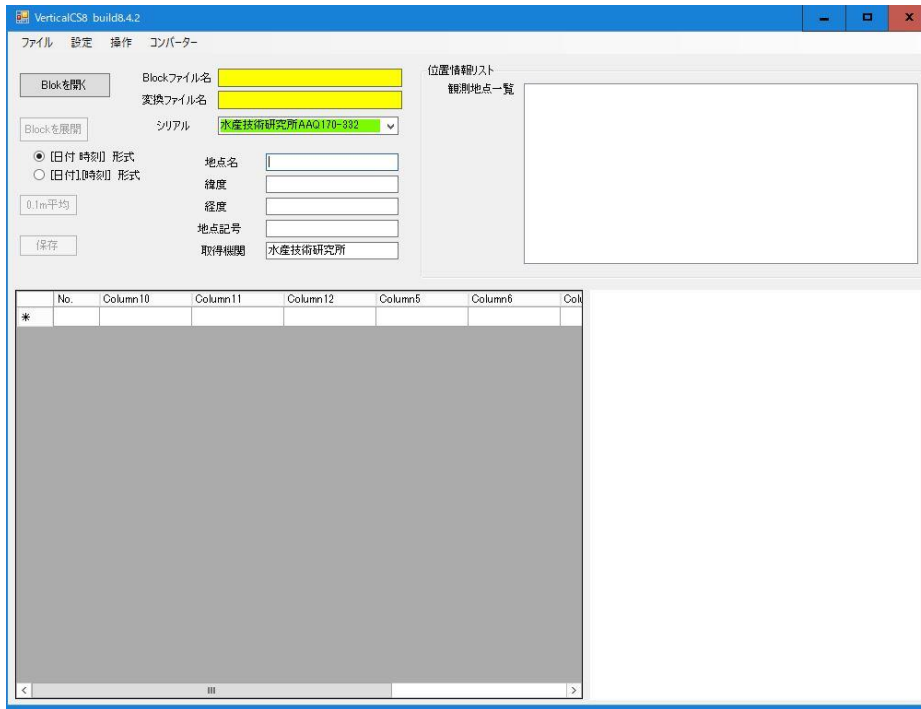 VerticalCS8 build8.4.2
ファイル 設定 操作 コンバーター
Blokを開く
Blockファイル名
変換ファイル名
Blockを展開
シリアル 水産技術研究所AAQ170-332
[日付 時刻] 形式
[日付],[時刻] 形式
0.1m平均
保存
地点名
緯度
経度
地点記号
取得機関 水産技術研究所
位置情報リスト
観測地点一覧
No. Column10 Column11 Column12 Column5 Column6 Colu